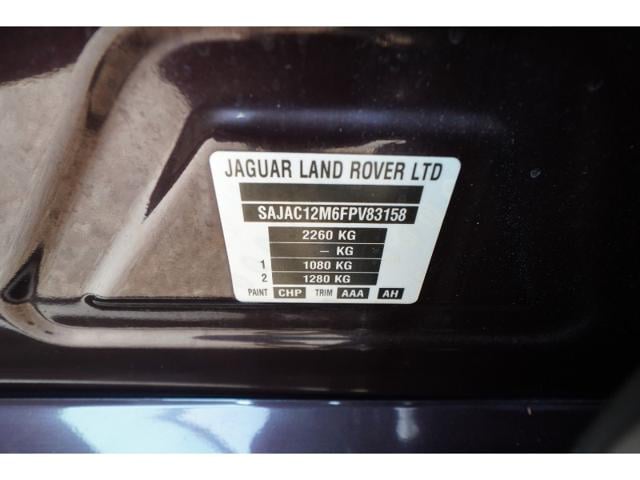 JAGUAR LAND ROVER LTD
SAJAC12M6FPV83158
2260 KG
– KG
1 1080 KG
2 1280 KG
PAINT CHP TRIM AAA AH